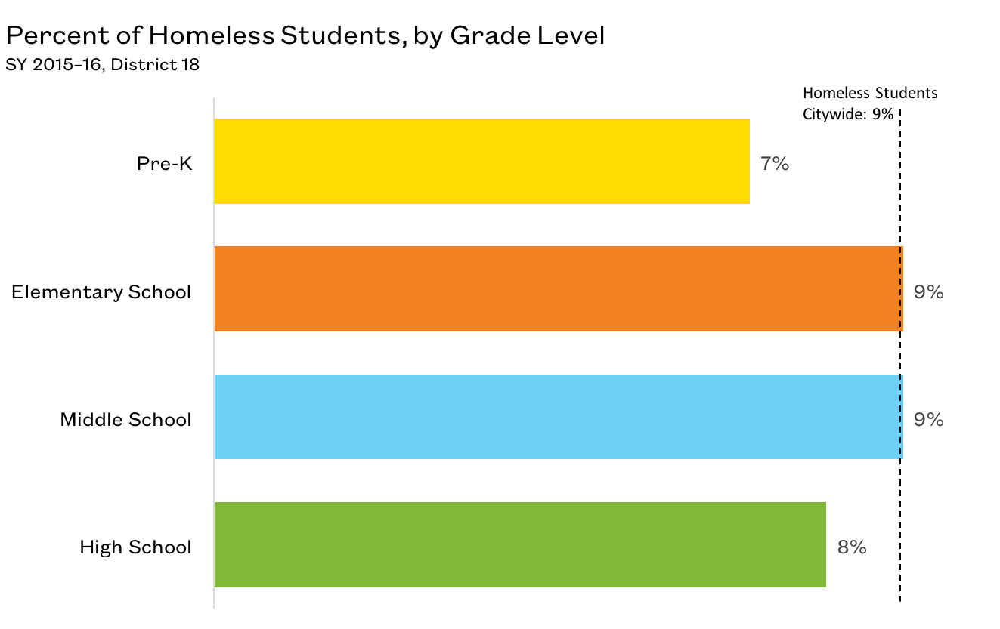 Percent of Homeless Students, by Grade Level
SY 2015–16, District 18
Homeless Students
Citywide: 9%
Pre-K
7%
Elementary School
9%
Middle School
9%
High School
8%